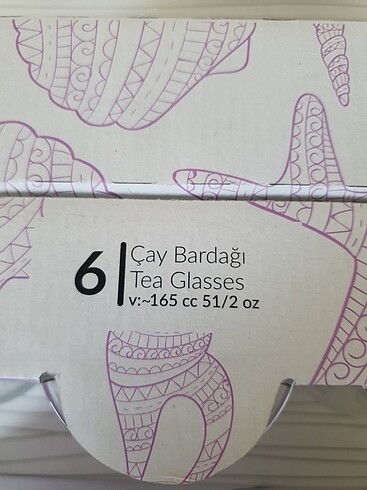 6
Çay Bardağı
Tea Glasses
v:~165 cc 51/2 oz